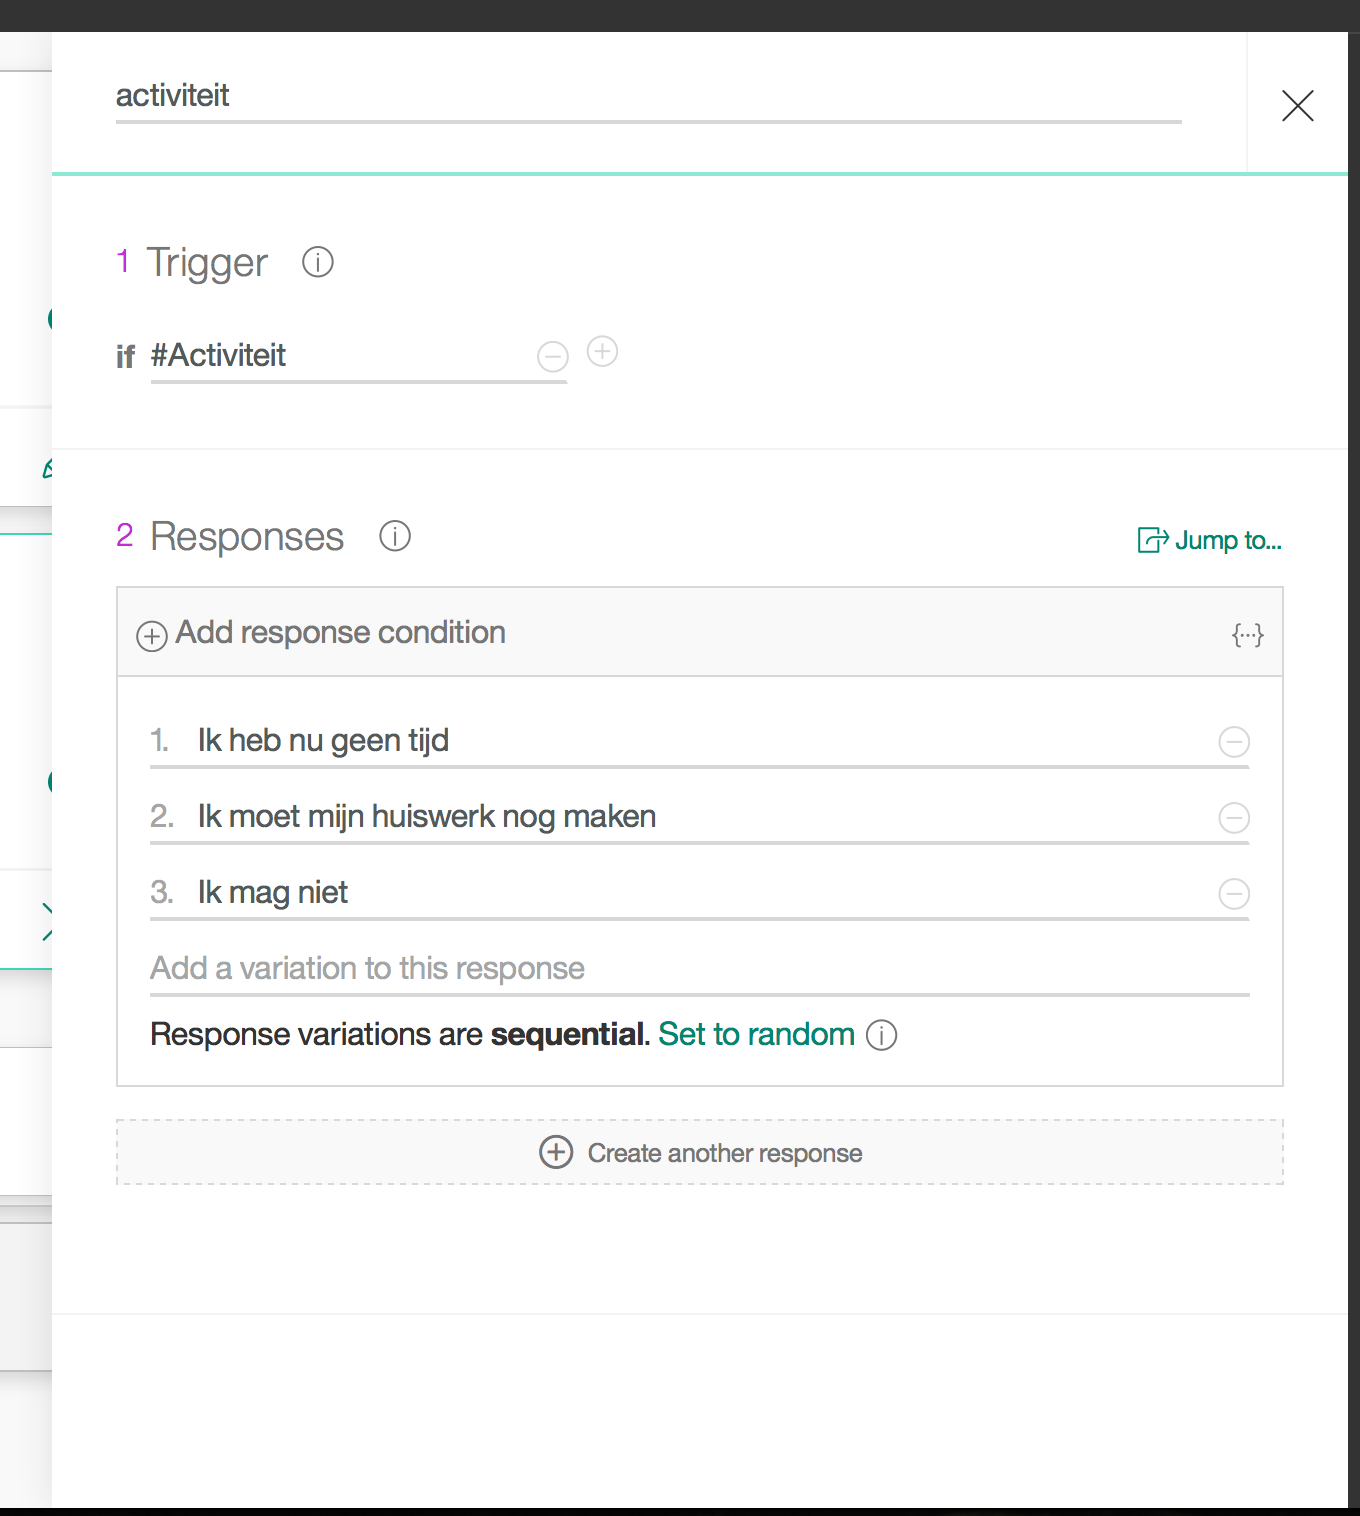 activiteit
1 Trigger
if #Activiteit
2 Responses
Jump to...
Add response condition
1. Ik heb nu geen tijd
2. Ik moet mijn huiswerk nog maken
3. Ik mag niet
Add a variation to this response
Response variations are sequential. Set to random
Create another response